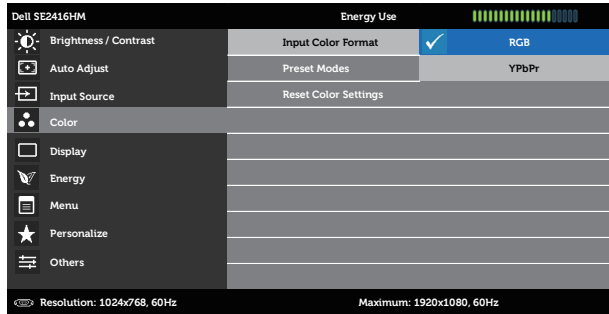 Dell SE2416HM Energy Use
Brightness / Contrast Input Color Format RGB
Auto Adjust Preset Modes YPbPr
Input Source Reset Color Settings
Color
Display
Energy
Menu
Personalize
Others
Resolution: 1024x768, 60Hz Maximum: 1920x1080, 60Hz